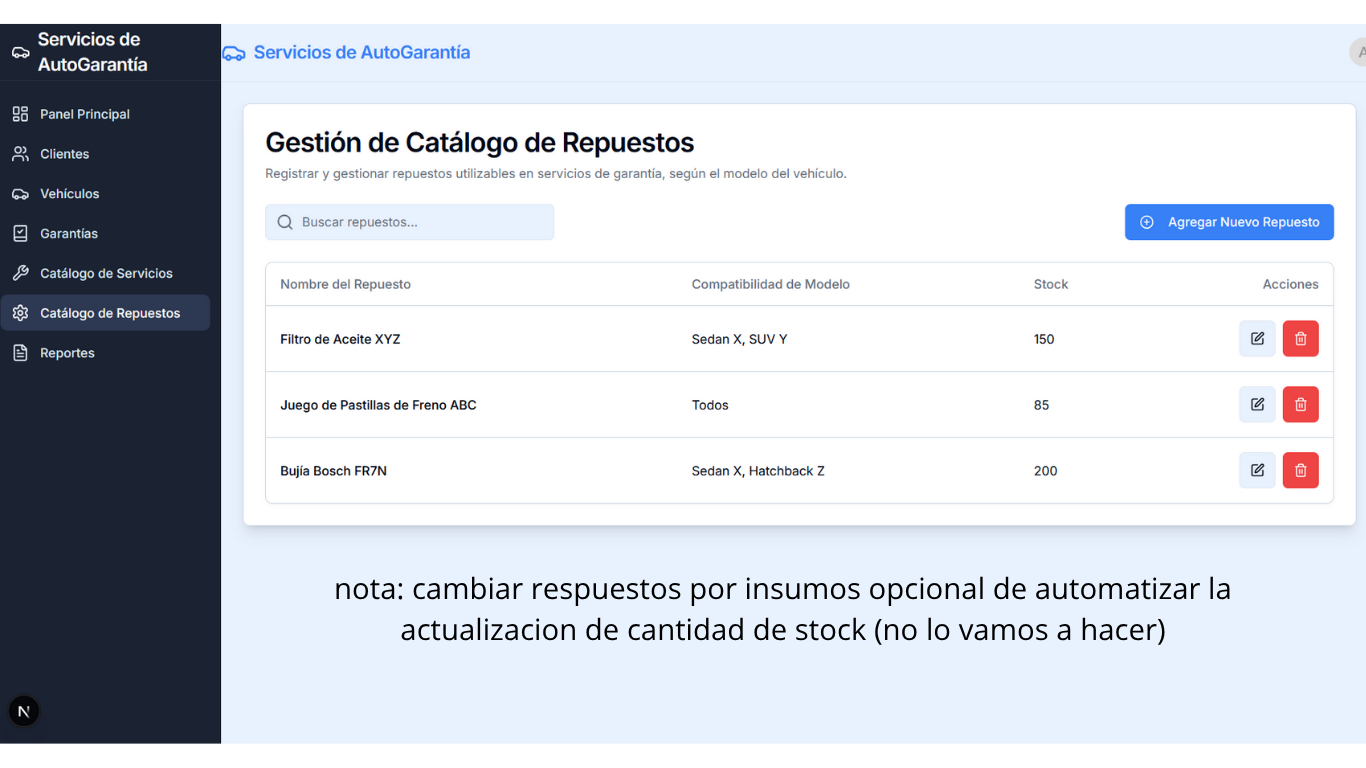 Servicios de
AutoGarantía
Servicios de AutoGarantía
A
Panel Principal
Clientes
Vehículos
Garantías
Catálogo de Servicios
Catálogo de Repuestos
Reportes
N
Gestión de Catálogo de Repuestos
Registrar y gestionar repuestos utilizables en servicios de garantía, según el modelo del vehículo.
Buscar repuestos...
Agregar Nuevo Repuesto
Nombre del Repuesto Compatibilidad de Modelo Stock Acciones
Filtro de Aceite XYZ Sedan X, SUV Y 150
Juego de Pastillas de Freno ABC Todos 85
Bujía Bosch FR7N Sedan X, Hatchback Z 200
nota: cambiar respuestos por insumos opcional de automatizar la
actualizacion de cantidad de stock (no lo vamos a hacer)